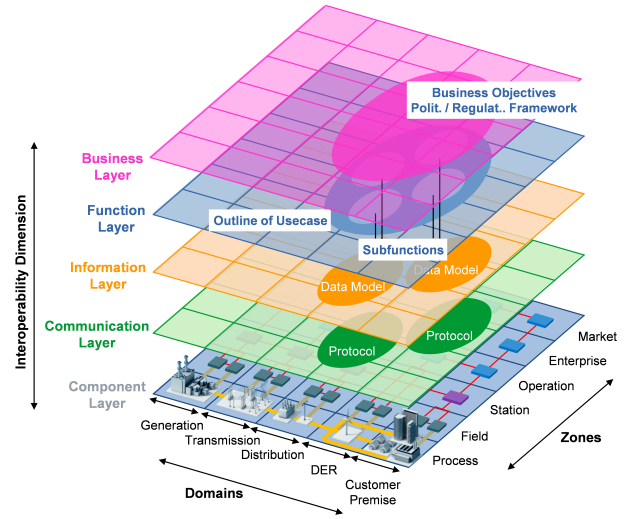 Business Objectives
Polit. / Regulat.. Framework
Business
Layer
Function
Layer
Outline of Usecase
Subfunctions
Interoperability Dimension
Information
Layer
Data Model
Data Model
Communication
Layer
Protocol
Protocol
Component
Layer
Market
Enterprise
Operation
Station
Field
Process
Zones
Generation
Transmission
Distribution
DER
Customer
Premise
Domains